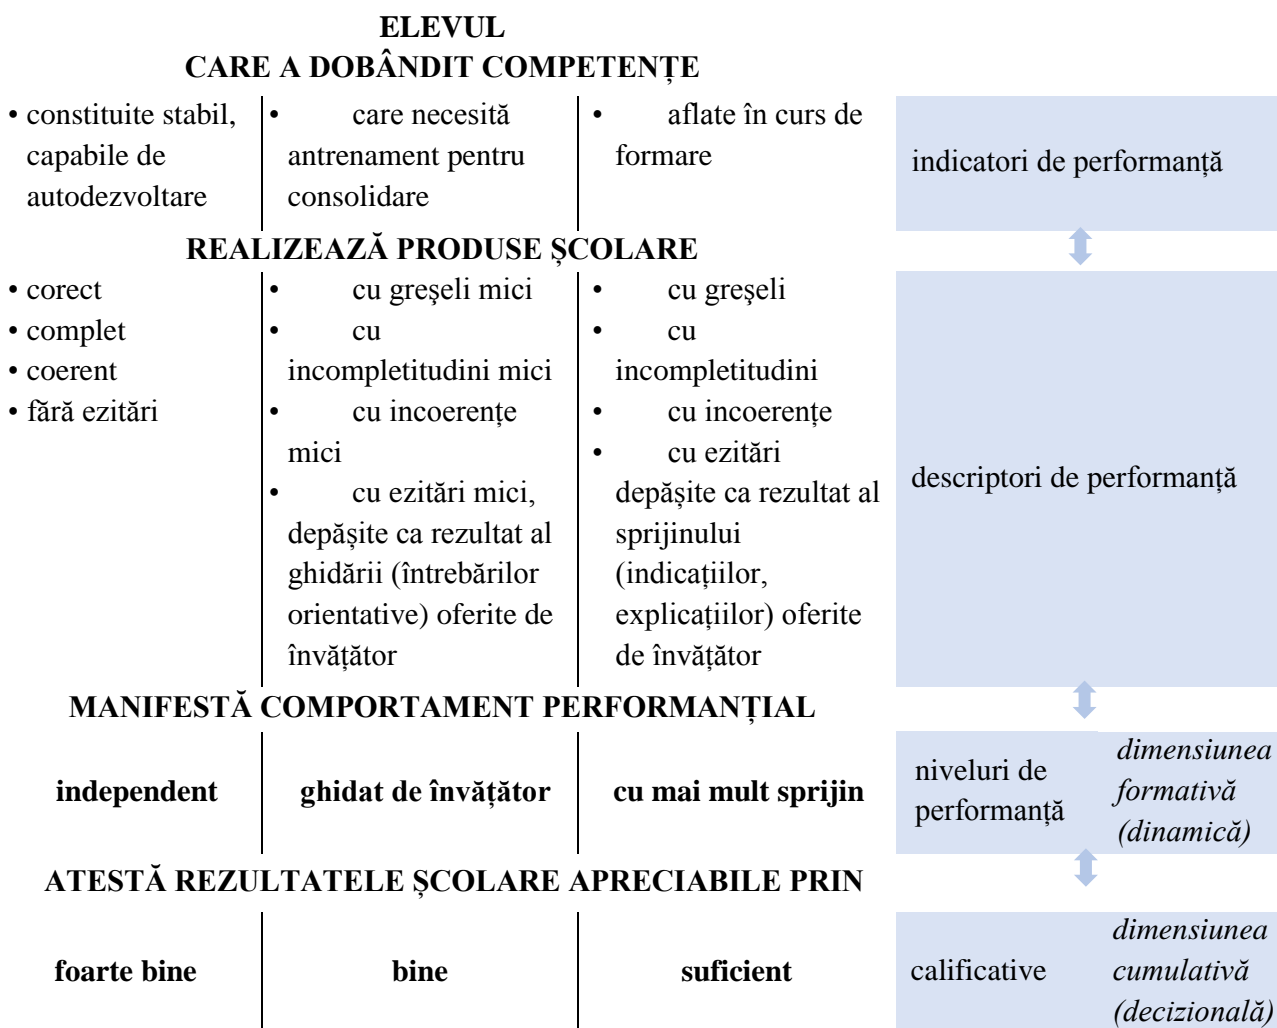 ELEVUL
CARE A DOBÂNDIT COMPETENȚE
• constituite stabil,
capabile de
autodezvoltare
• care necesită
antrenament pentru
consolidare
• aflate în curs de
formare
indicatori de performanță
REALIZEAZĂ PRODUSE ȘCOLARE
• corect
• complet
• coerent
• fără ezitări
• cu greşeli mici
• cu
incompletitudini mici
• cu incoerențe
mici
• cu ezitări mici,
depășite ca rezultat al
ghidării (întrebărilor
orientative) oferite de
învățător
• cu greşeli
• cu
incompletitudini
• cu incoerențe
• cu ezitări
depășite ca rezultat al
sprijinului
(indicațiilor,
explicațiilor) oferite
de învățător
descriptori de performanță
MANIFESTĂ COMPORTAMENT PERFORMANȚIAL
independent
ghidat de învățător
cu mai mult sprijin
niveluri de
performanță
dimensiunea
formativă
(dinamică)
ATESTĂ REZULTATELE ȘCOLARE APRECIABILE PRIN
foarte bine
bine
suficient
calificative
dimensiunea
cumulativă
(decizională)